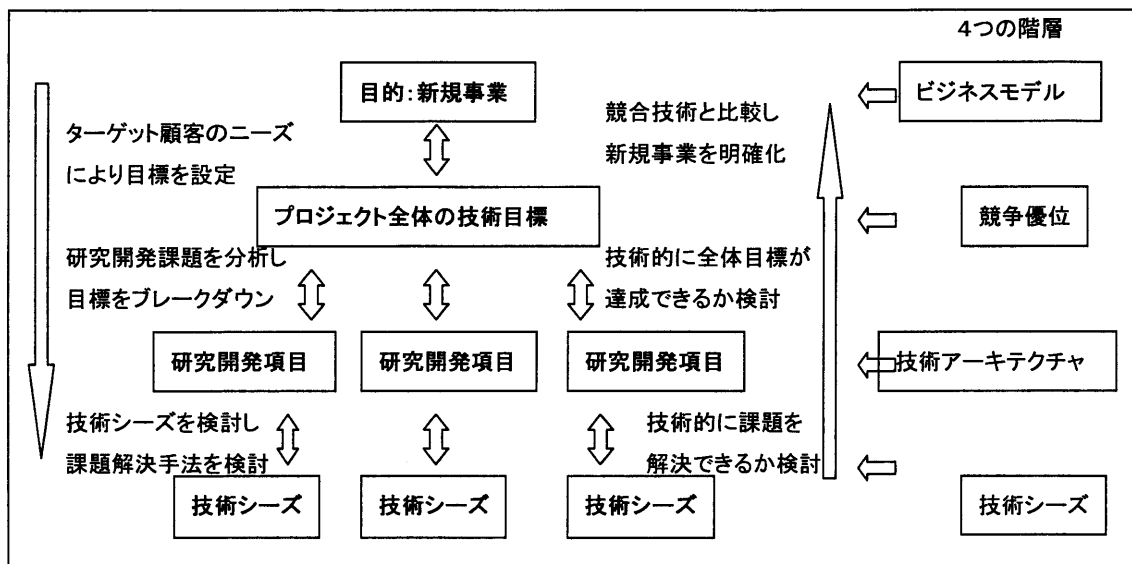 4つの階層
目的:新規事業
ビジネスモデル
ターゲット顧客のニーズ
により目標を設定
競合技術と比較し
新規事業を明確化
プロジェクト全体の技術目標
競争優位
研究開発課題を分析し
目標をブレークダウン
技術的に全体目標が
達成できるか検討
研究開発項目
研究開発項目
研究開発項目
技術アーキテクチャ
技術シーズを検討し
課題解決手法を検討
技術的に課題を
解決できるか検討
技術シーズ
技術シーズ
技術シーズ
技術シーズ